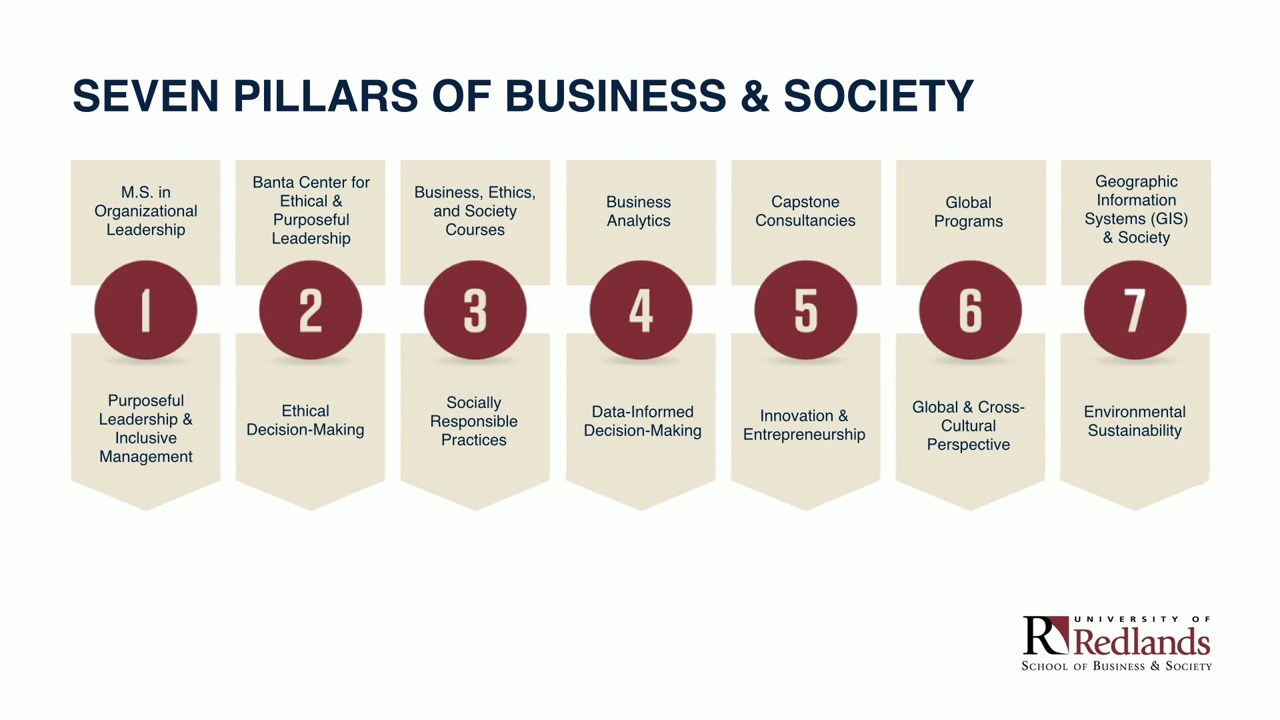 SEVEN PILLARS OF BUSINESS & SOCIETY
M.S. in
Organizational
Leadership
1
Purposeful
Leadership &
Inclusive
Management
Banta Center for
Ethical &
Purposeful
Leadership
2
Ethical
Decision-Making
Business, Ethics,
and Society
Courses
3
Socially
Responsible
Practices
Business
Analytics
4
Data-Informed
Decision-Making
Capstone
Consultancies
5
Innovation &
Entrepreneurship
Global
Programs
6
Global & Cross-
Cultural
Perspective
Geographic
Information
Systems (GIS)
& Society
7
Environmental
Sustainability
R
UNIVERSITY OF
Redlands
SCHOOL OF BUSINESS & SOCIETY